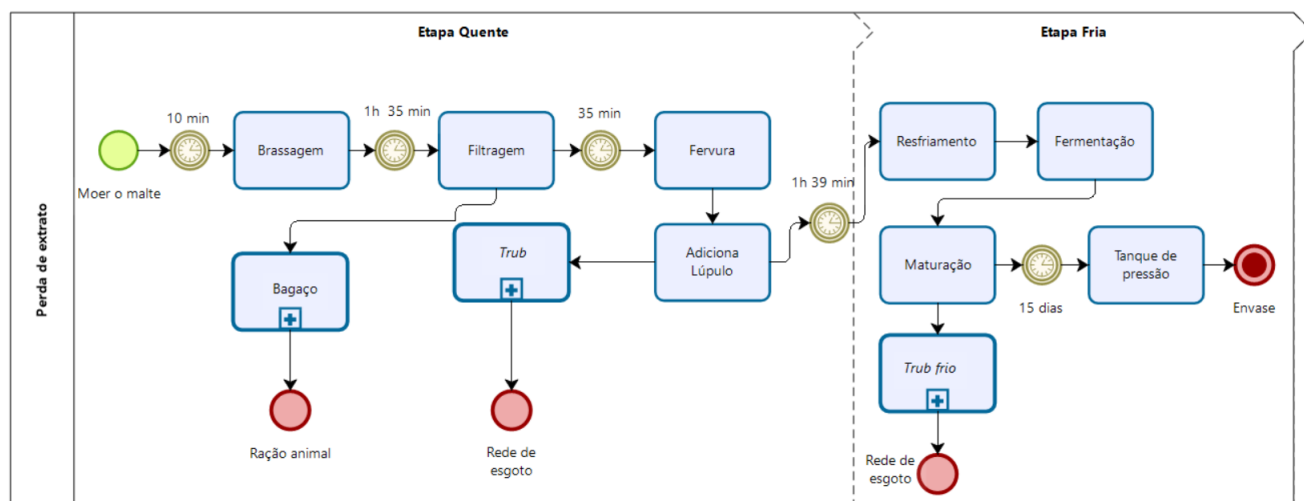 Etapa Quente
Etapa Fria
Perda de extrato
Moer o malte
10 min
Brassagem
1h 35 min
Filtragem
35 min
Fervura
Adiciona
Lúpulo
1h 39 min
Trub
Bagaço
Ração animal
Rede de
esgoto
Resfriamento
Fermentação
Maturação
15 dias
Tanque de
pressão
Envase
Trub frio
Rede de
esgoto